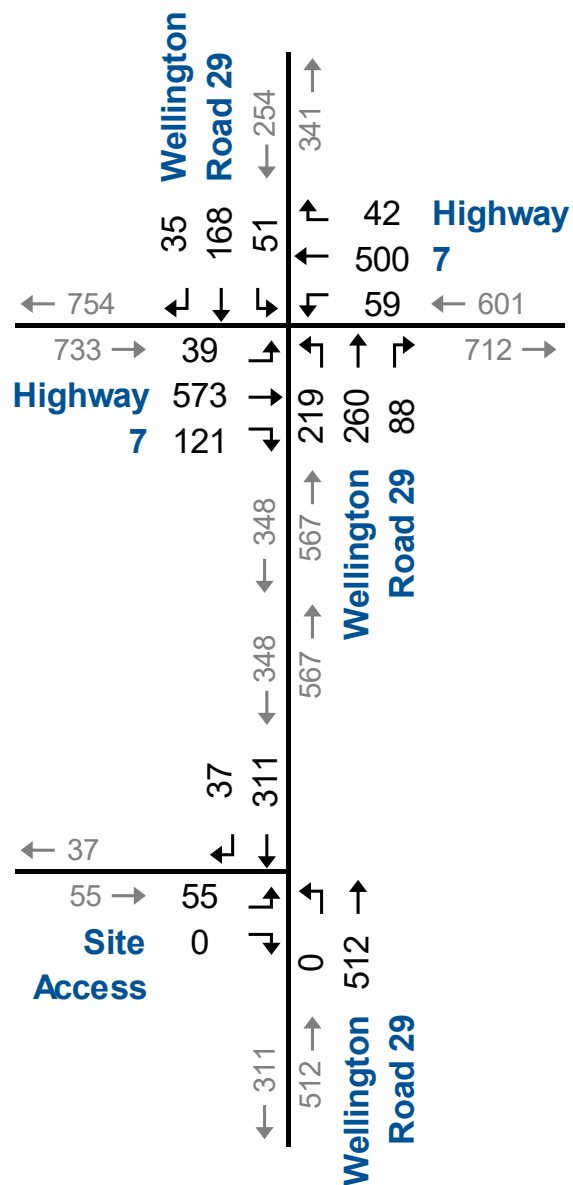 Wellington
Road 29
254
341
35
168
51
42 Highway
500 7
59 601
754
733 39
712
Highway 573
7 121
219
260
88
348
567
Wellington
Road 29
348
567
37
311
37
55 55
Site 0
Access
0
512
311
512
Wellington
Road 29